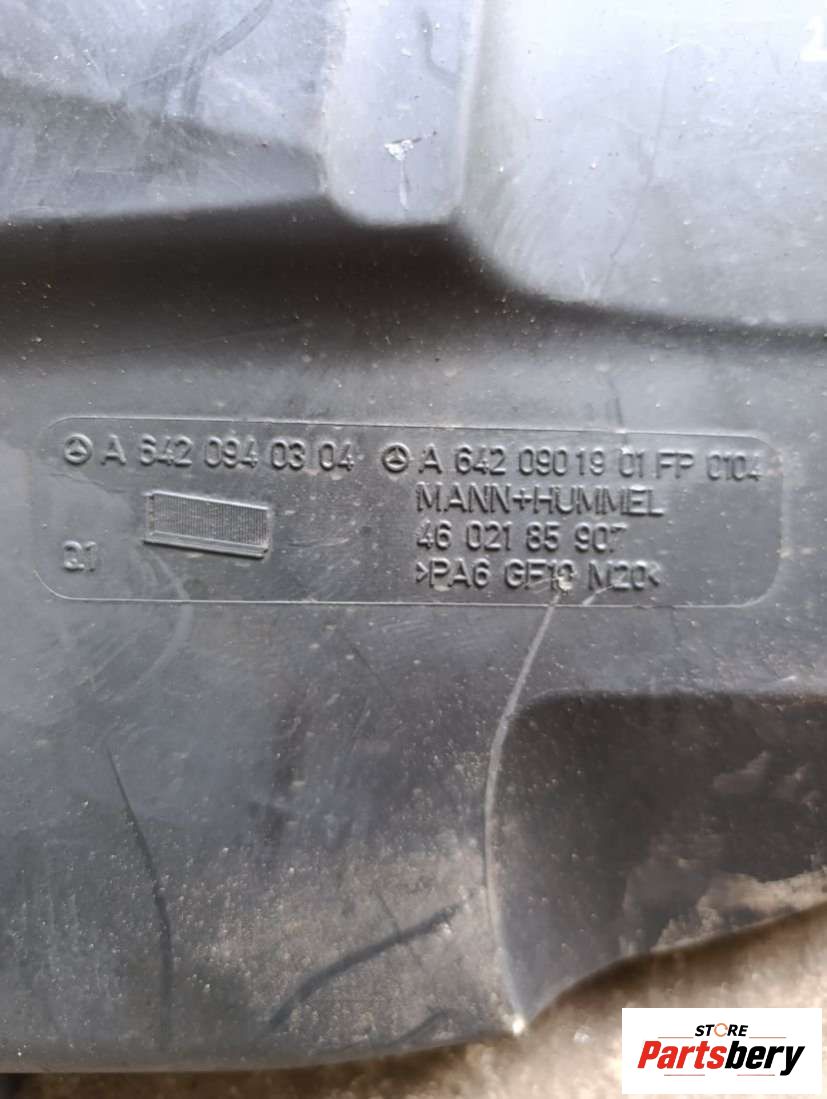 A 642 094 03 04 A 642 090 19 01 FP 0104
MANN+HUMMEL
46 021 85 907
Q1
>PA6 GF10 M20<
STORE
Partsbery